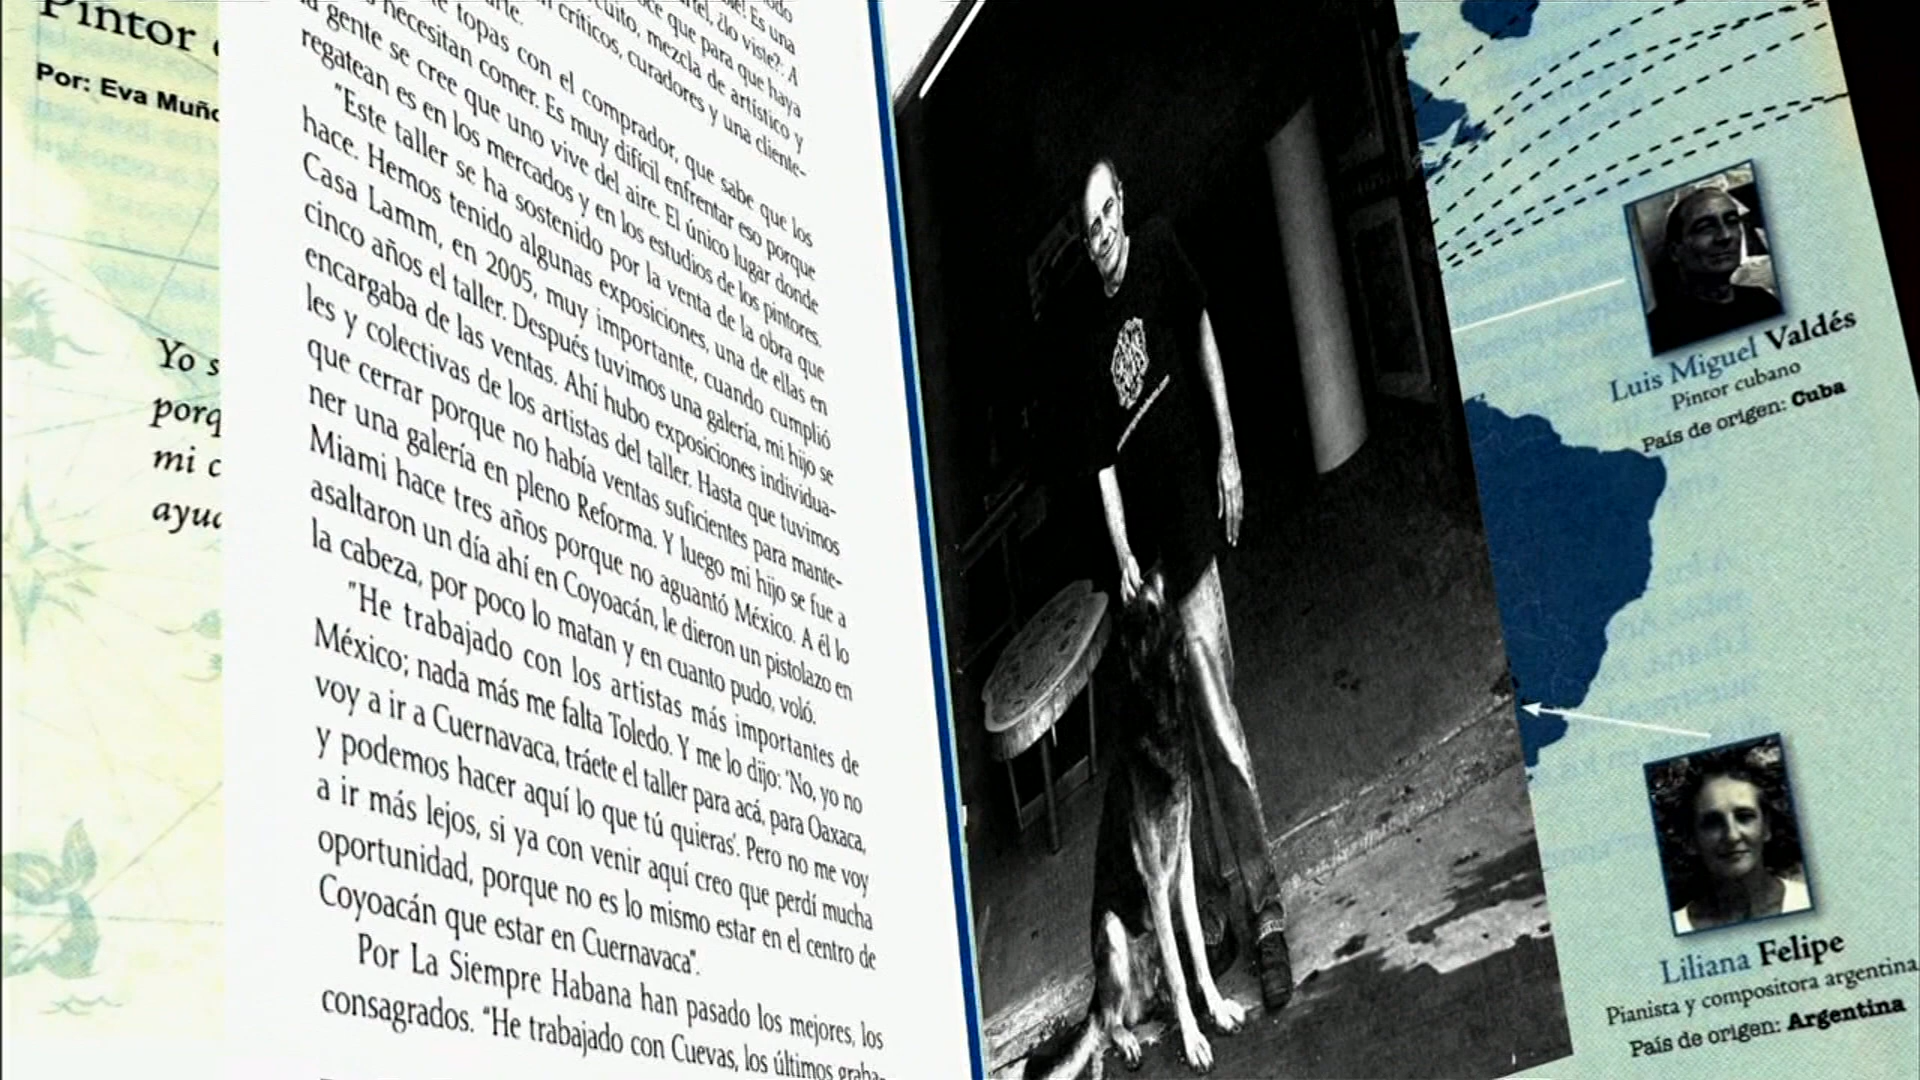 Pintor
Por: Eva Muño
Yo s
porq
mi c
ayud
odo
Es una
¿lo viste?: A
ce que para que haya
cuito, mezcla de artístico y
n críticos, curadores y una cliente-
arte.
topas con el comprador, que sabe que los
necesitan comer. Es muy difícil enfrentar eso porque
la gente se cree que uno vive del aire. El único lugar donde
regatean es en los mercados y en los estudios de los pintores.
"Este taller se ha sostenido por la venta de la obra que
hace. Hemos tenido algunas exposiciones, una de ellas en
Casa Lamm, en 2005, muy importante, cuando cumplió
cinco años el taller. Después tuvimos una galería, mi hijo se
encargaba de las ventas. Ahí hubo exposiciones individua-
les y colectivas de los artistas del taller. Hasta que tuvimos
que cerrar porque no había ventas suficientes para mante-
ner una galería en pleno Reforma. Y luego mi hijo se fue a
Miami hace tres años porque no aguantó México. A él lo
asaltaron un día ahí en Coyoacán, le dieron un pistolazo en
la cabeza, por poco lo matan y en cuanto pudo, voló.
"He trabajado con los artistas más importantes de
México; nada más me falta Toledo. Y me lo dijo: 'No, yo no
voy a ir a Cuernavaca, tráete el taller para acá, para Oaxaca,
y podemos hacer aquí lo que tú quieras'. Pero no me voy
a ir más lejos, si ya con venir aquí creo que perdí mucha
oportunidad, porque no es lo mismo estar en el centro de
Coyoacán que estar en Cuernavaca".
Por La Siempre Habana han pasado los mejores, los
consagrados. "He trabajado con Cuevas, los últimos graba-
Luis Miguel Valdés
Pintor cubano
País de origen: Cuba
Liliana Felipe
Pianista y compositora argentina
País de origen: Argentina